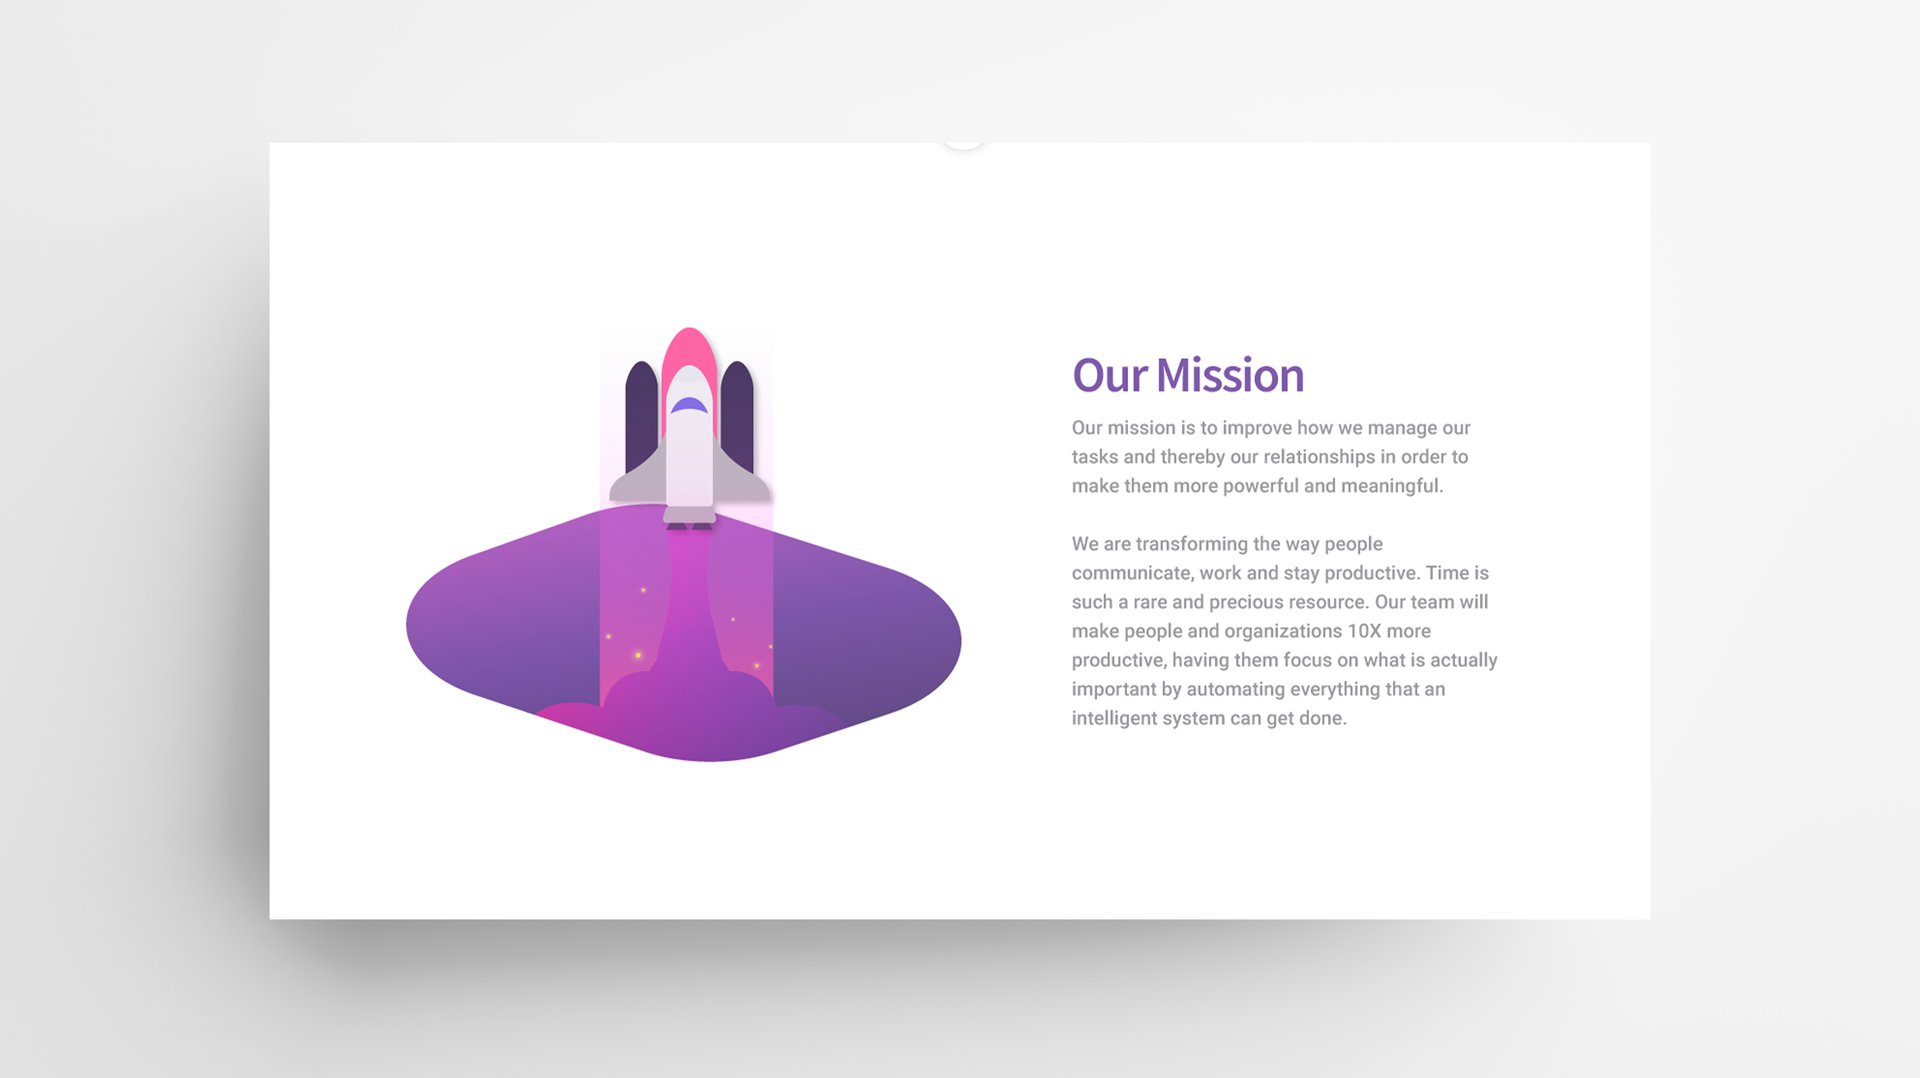 Our Mission
Our mission is to improve how we manage our
tasks and thereby our relationships in order to
make them more powerful and meaningful.
We are transforming the way people
communicate, work and stay productive. Time is
such a rare and precious resource. Our team will
make people and organizations 10X more
productive, having them focus on what is actually
important by automating everything that an
intelligent system can get done.